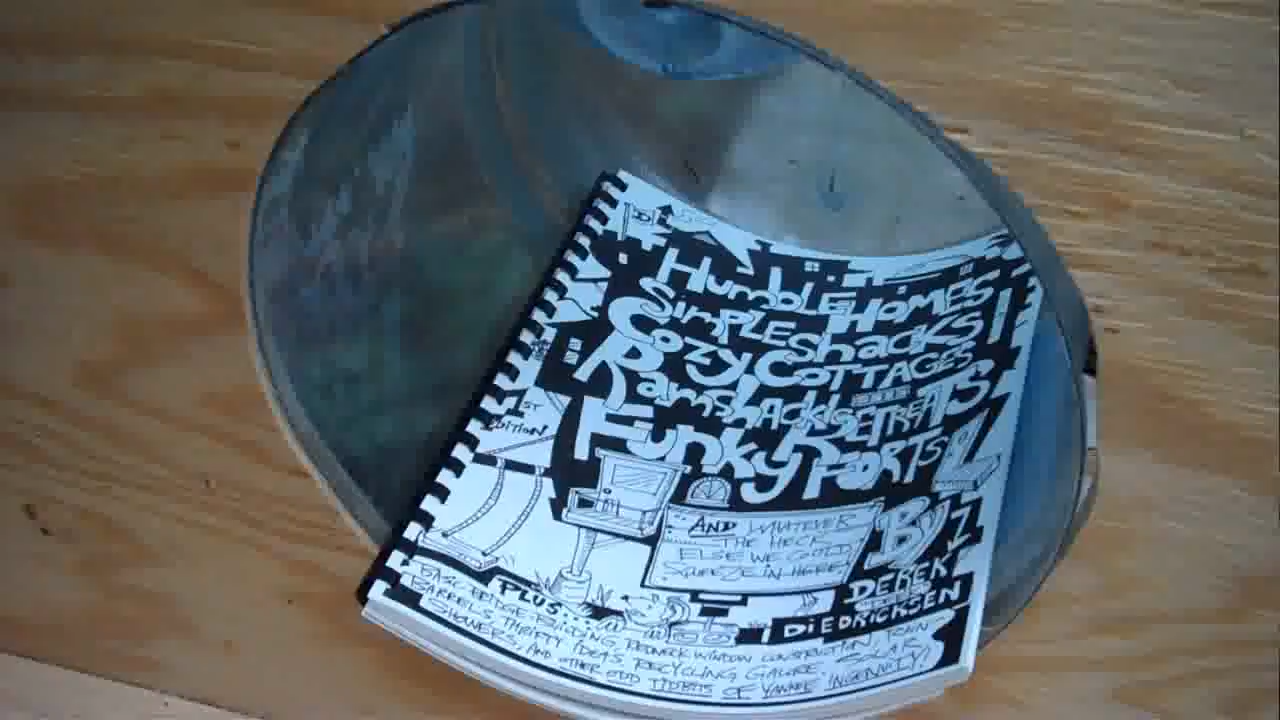 HUMBLE HOMES
SIMPLE SHACKS
COZY COTTAGES
RAMSHACKLE RETREATS
FUNKY FORTS
1ST
EDITION!
AND WHATEVER
THE HECK
ELSE WE COULD
SQUEEZE IN HERE!
BY
DEREK
DIEDRICKSEN
PLUS...
BASIC BRIDGE BUILDING, REDNECK WINDOW CONSTRUCTION, RAIN
BARRELS, THRIFTY IDEAS, RECYCLING GALORE, SOLAR
SHOWERS, AND OTHER ODD TIDBITS OF YANKEE INGENUITY!